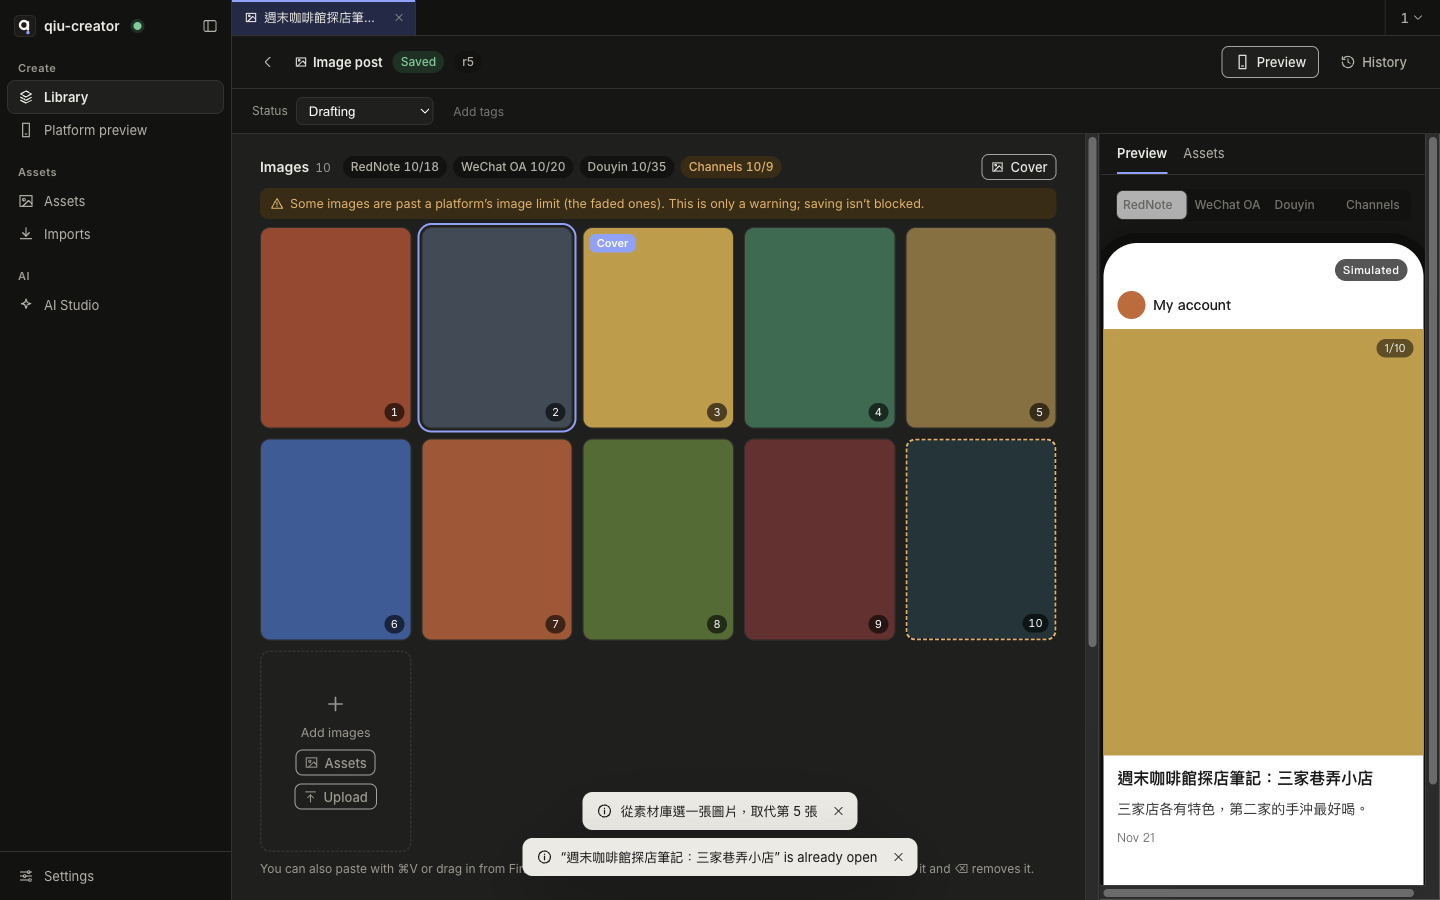 qiu-creator
週末咖啡館探店筆...
1
Create
Library
Platform preview
Assets
Assets
Imports
AI
AI Studio
Settings
Image post
Saved
r5
Preview
History
Status
Drafting
Add tags
Images 10
RedNote 10/18
WeChat OA 10/20
Douyin 10/35
Channels 10/9
Cover
Some images are past a platform’s image limit (the faded ones). This is only a warning; saving isn’t blocked.
Cover
1
2
3
4
5
6
7
8
9
10
Add images
Assets
Upload
You can also paste with ⌘V or drag in from
it and ⌫ removes it.
從素材庫選一張圖片，取代第 5 張
“週末咖啡館探店筆記：三家巷弄小店” is already open
Preview
Assets
RedNote
WeChat OA
Douyin
Channels
Simulated
My account
1/10
週末咖啡館探店筆記：三家巷弄小店
三家店各有特色，第二家的手沖最好喝。
Nov 21